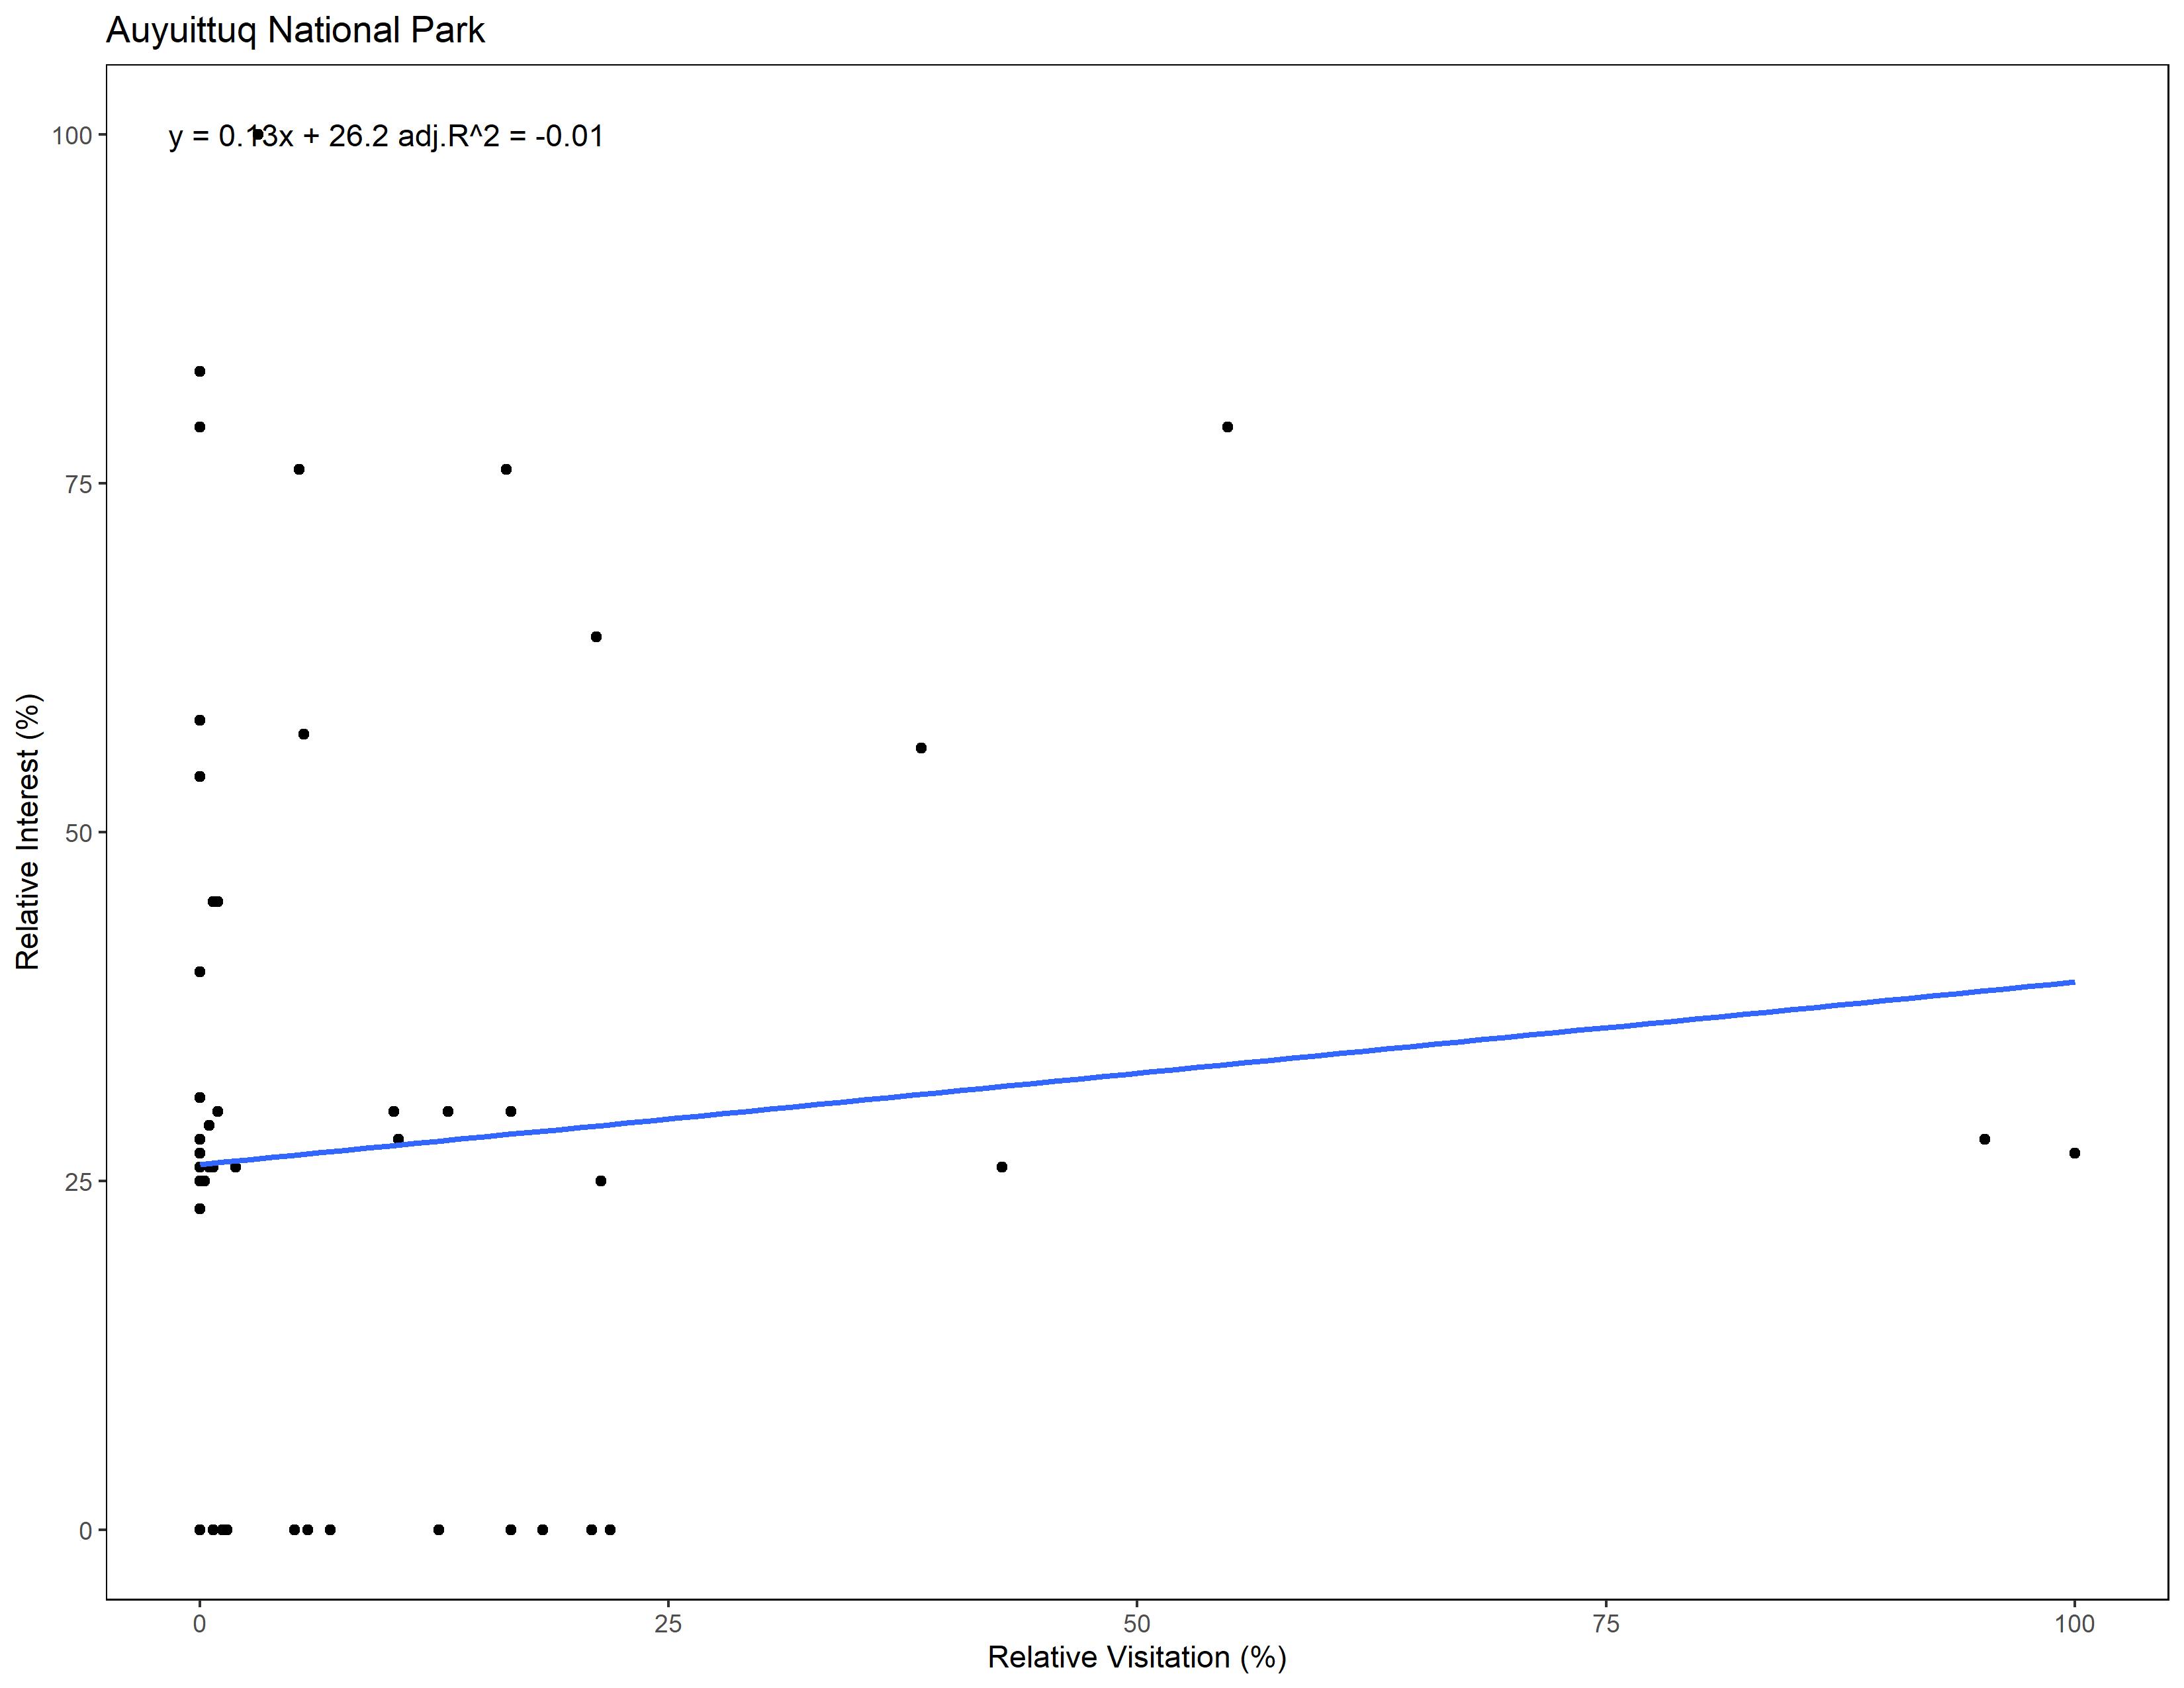 Auyuittuq National Park
y = 0.13x + 26.2 adj.R^2 = -0.01
100
75
50
25
0
Relative Interest (%)
0 25 50 75 100
Relative Visitation (%)